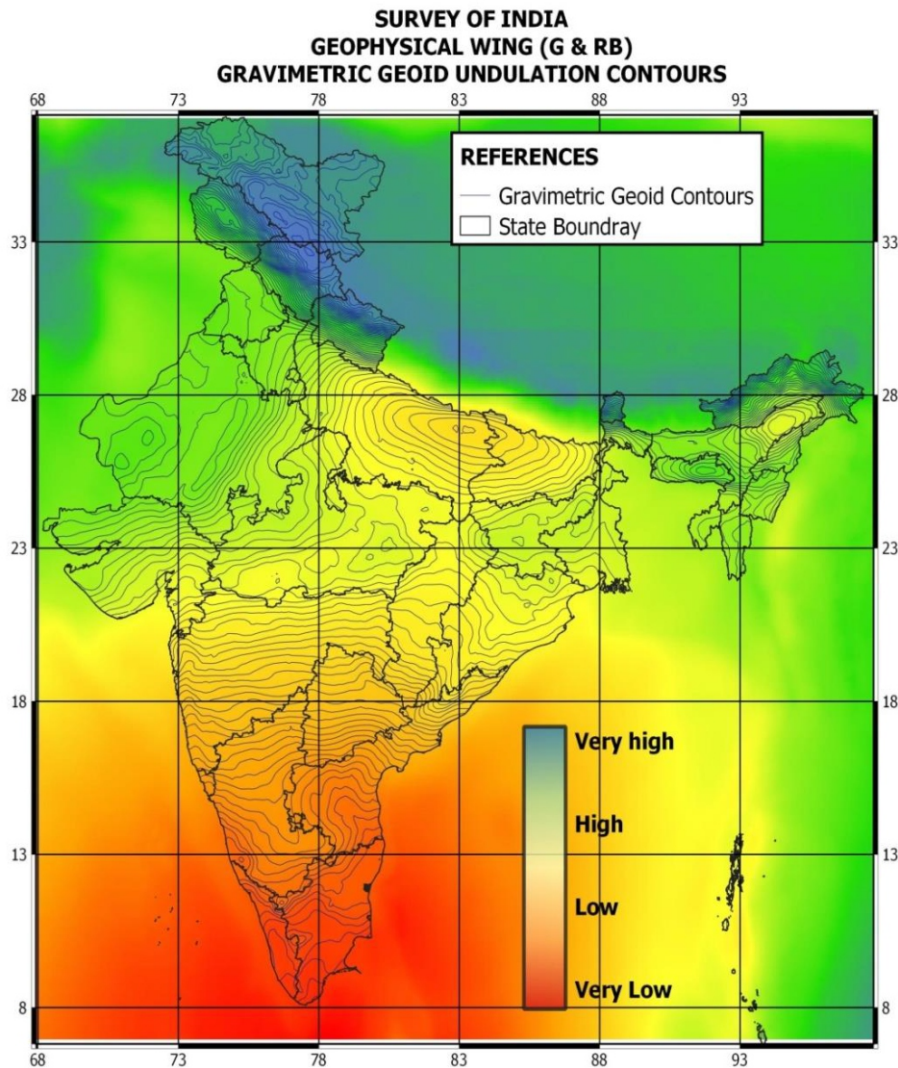 SURVEY OF INDIA
GEOPHYSICAL WING (G & RB)
GRAVIMETRIC GEOID UNDULATION CONTOURS
68 73 78 83 88 93
REFERENCES
Gravimetric Geoid Contours
State Boundray
33 33
28 28
23 23
18 18
Very high
High
13 13
Low
Very Low
8 8
68 73 78 83 88 93